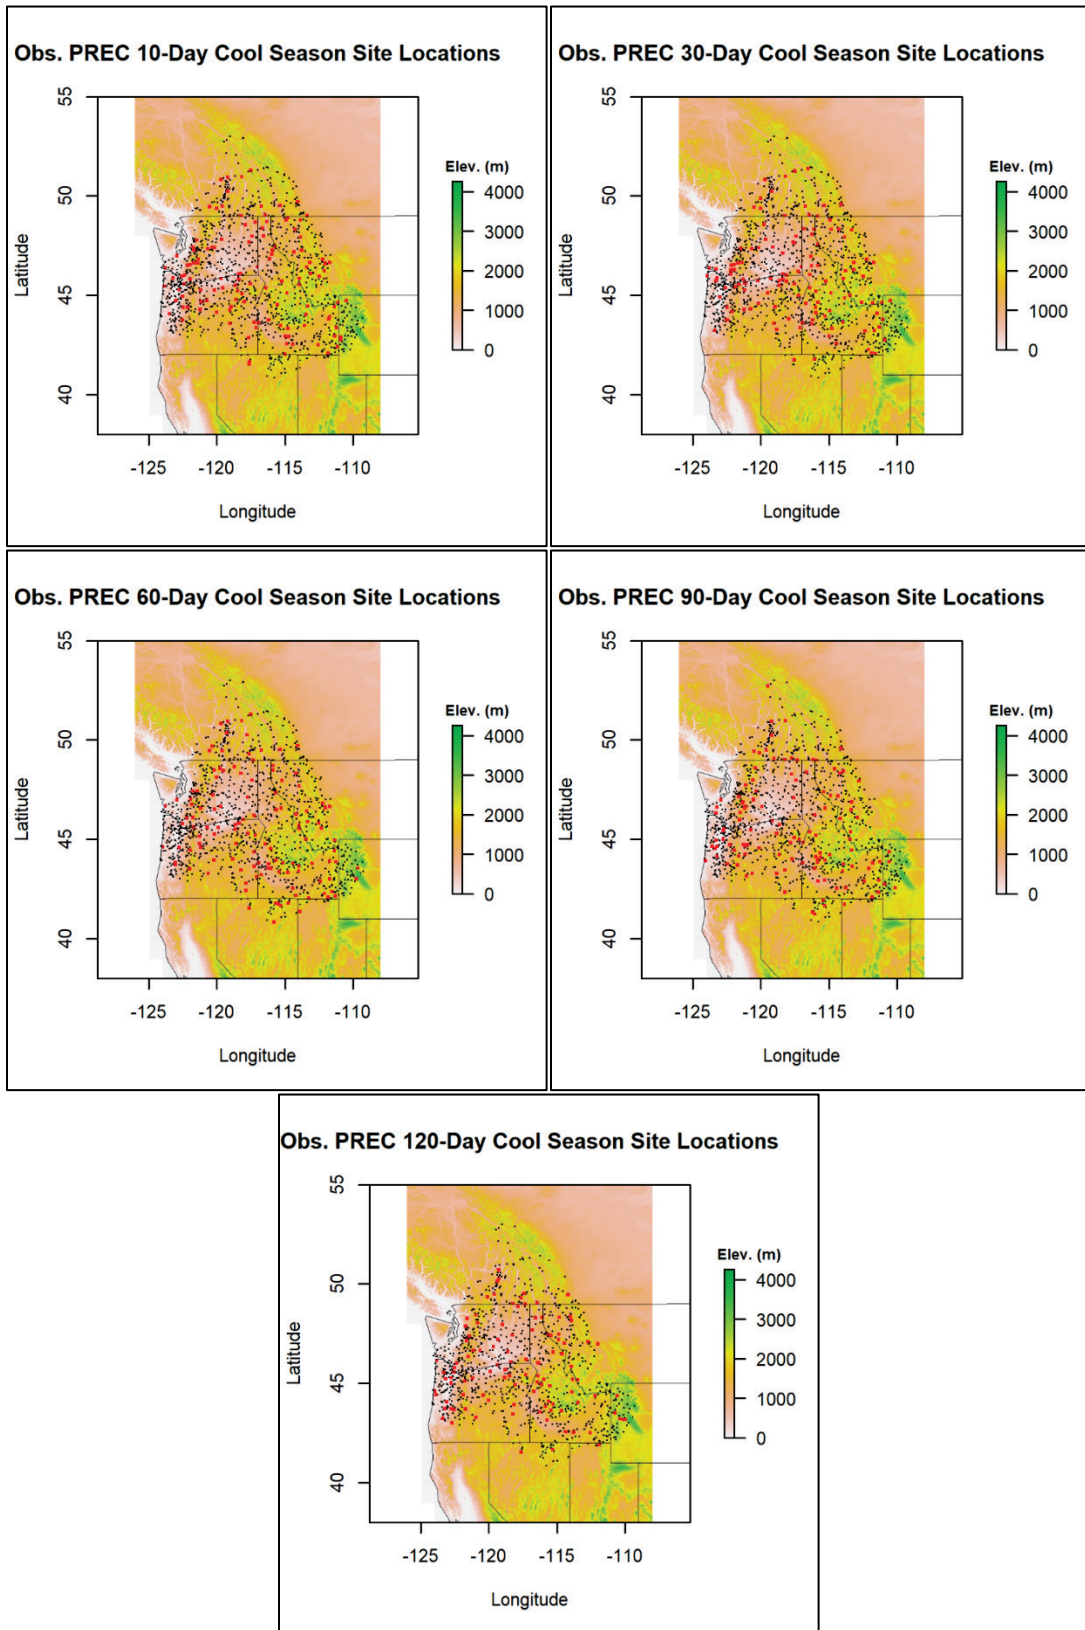 Obs. PREC 10-Day Cool Season Site Locations
55
50
45
40
Latitude
-125 -120 -115 -110
Longitude
Elev. (m)
4000
3000
2000
1000
0
Obs. PREC 30-Day Cool Season Site Locations
55
50
45
40
Latitude
-125 -120 -115 -110
Longitude
Elev. (m)
4000
3000
2000
1000
0
Obs. PREC 60-Day Cool Season Site Locations
55
50
45
40
Latitude
-125 -120 -115 -110
Longitude
Elev. (m)
4000
3000
2000
1000
0
Obs. PREC 90-Day Cool Season Site Locations
55
50
45
40
Latitude
-125 -120 -115 -110
Longitude
Elev. (m)
4000
3000
2000
1000
0
Obs. PREC 120-Day Cool Season Site Locations
55
50
45
40
Latitude
-125 -120 -115 -110
Longitude
Elev. (m)
4000
3000
2000
1000
0